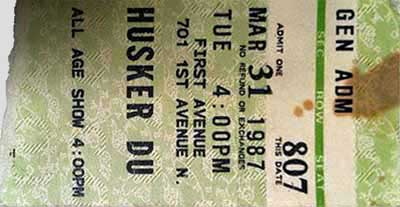 GEN ADM
SEC ROW SEAT
ADMIT ONE 807
MAR 31 1987
NO REFUND OR EXCHANGES THIS DATE
TUE 4:00PM
FIRST AVENUE
701 1ST AVENUE N.
HUSKER DU
ALL AGE SHOW 4:00PM